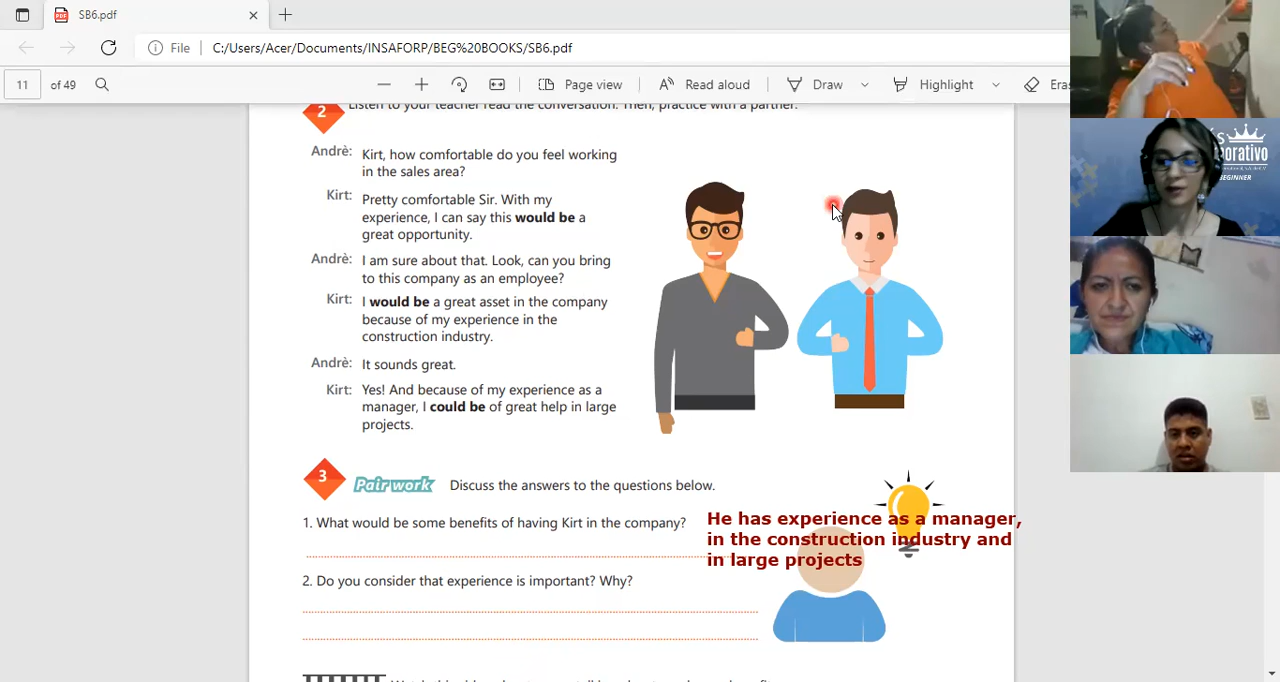 SB6.pdf
File
C:/Users/Acer/Documents/INSAFORP/BEG%20BOOKS/SB6.pdf
11
of 49
Page view
Read aloud
Draw
Highlight
2
Listen to your teacher read the conversation. Then, practice with a partner.
Andrè: Kirt, how comfortable do you feel working
in the sales area?
Kirt: Pretty comfortable Sir. With my
experience, I can say this would be a
great opportunity.
Andrè: I am sure about that. Look, can you bring
to this company as an employee?
Kirt: I would be a great asset in the company
because of my experience in the
construction industry.
Andrè: It sounds great.
Kirt: Yes! And because of my experience as a
manager, I could be of great help in large
projects.
3 Pair work Discuss the answers to the questions below.
1. What would be some benefits of having Kirt in the company?
He has experience as a manager,
in the construction industry and
in large projects
2. Do you consider that experience is important? Why?
BEGINNER